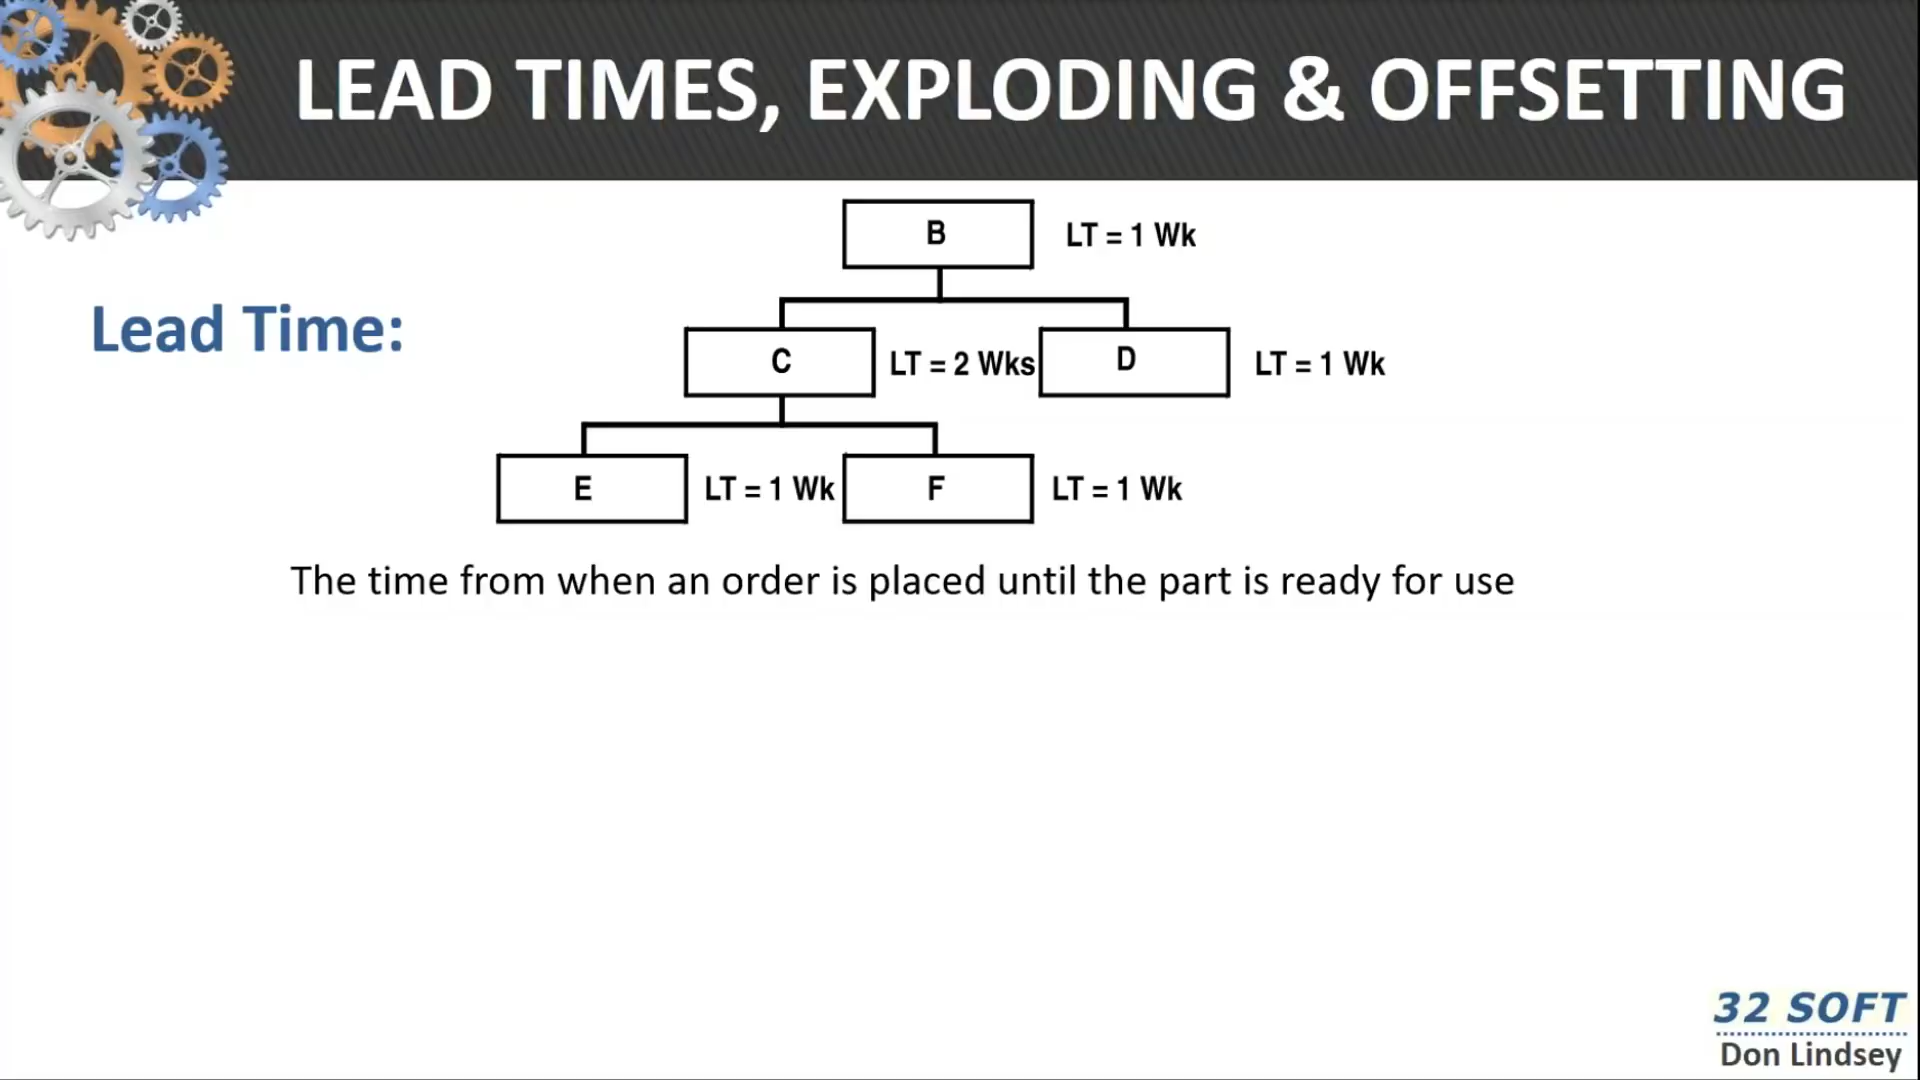 LEAD TIMES, EXPLODING & OFFSETTING
B LT = 1 Wk
Lead Time:
C LT = 2 Wks D LT = 1 Wk
E LT = 1 Wk F LT = 1 Wk
The time from when an order is placed until the part is ready for use
32 SOFT
Don Lindsey